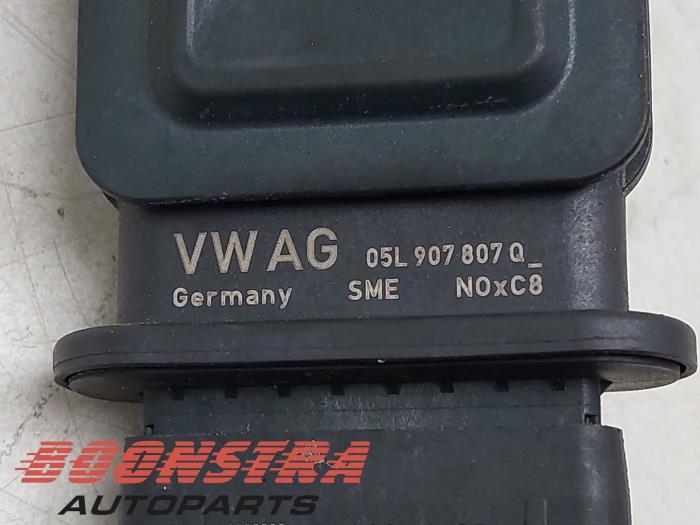 VW AG 05L 907 807 Q_
Germany SME NOxC8
BOONSTRA
AUTOPARTS